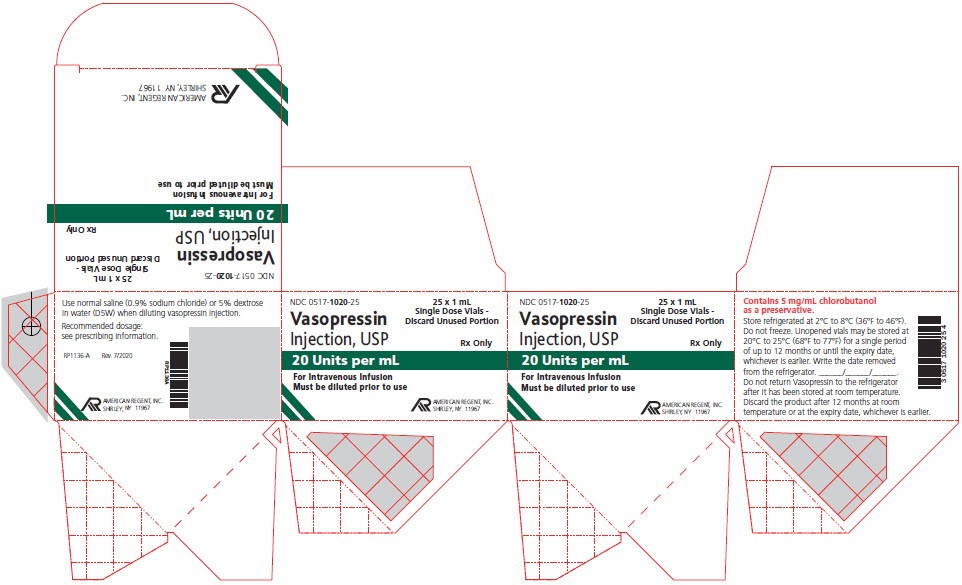 AMERICAN REGENT, INC.
SHIRLEY, NY 11967
For Intravenous Infusion
Must be diluted prior to use
20 Units per mL
Rx Only
Vasopressin
Injection, USP
25 x 1 mL
Single Dose Vials -
Discard Unused Portion
NDC 0517-1020-25
Use normal saline (0.9% sodium chloride) or 5% dextrose
in water (D5W) when diluting vasopressin injection.
Recommended dosage:
see prescribing information.
RP1136-A Rev. 7/2020
AMERICAN REGENT, INC.
SHIRLEY, NY 11967
NDC 0517-1020-25
25 x 1 mL
Single Dose Vials -
Discard Unused Portion
Vasopressin
Injection, USP
Rx Only
20 Units per mL
For Intravenous Infusion
Must be diluted prior to use
AMERICAN REGENT, INC.
SHIRLEY, NY 11967
NDC 0517-1020-25
25 x 1 mL
Single Dose Vials -
Discard Unused Portion
Vasopressin
Injection, USP
Rx Only
20 Units per mL
For Intravenous Infusion
Must be diluted prior to use
AMERICAN REGENT, INC.
SHIRLEY, NY 11967
Contains 5 mg/mL chlorobutanol
as a preservative.
Store refrigerated at 2°C to 8°C (36°F to 46°F).
Do not freeze. Unopened vials may be stored at
20°C to 25°C (68°F to 77°F) for a single period
of up to 12 months or until the expiry date,
whichever is earlier. Write the date removed
from the refrigerator. ______/______/______.
Do not return Vasopressin to the refrigerator
after it has been stored at room temperature.
Discard the product after 12 months at room
temperature or at the expiry date, whichever is earlier.
3 0517 1020 25 4